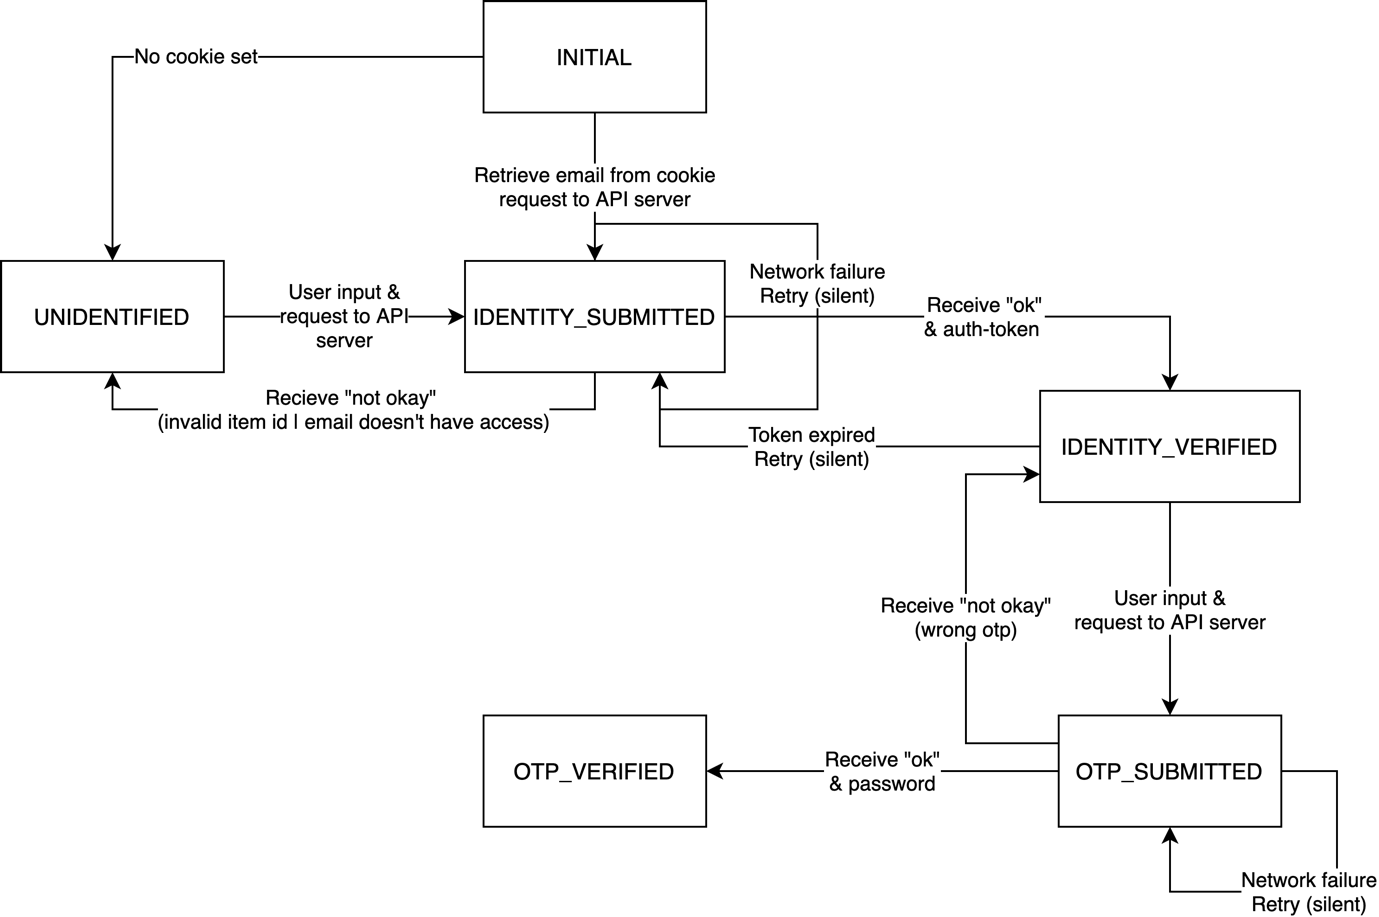 INITIAL
No cookie set
Retrieve email from cookie
request to API server
UNIDENTIFIED
User input &
request to API
server
IDENTITY_SUBMITTED
Network failure
Retry (silent)
Receive "ok"
& auth-token
Recieve "not okay"
(invalid item id | email doesn't have access)
Token expired
Retry (silent)
IDENTITY_VERIFIED
Receive "not okay"
(wrong otp)
User input &
request to API server
OTP_VERIFIED
Receive "ok"
& password
OTP_SUBMITTED
Network failure
Retry (silent)